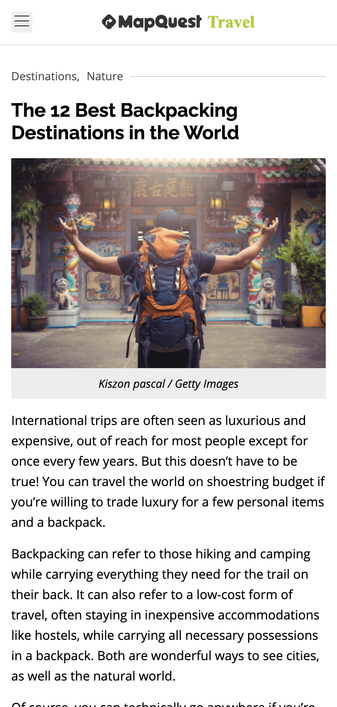 MapQuest Travel
Destinations, Nature
The 12 Best Backpacking
Destinations in the World
Kiszon pascal / Getty Images
International trips are often seen as luxurious and
expensive, out of reach for most people except for
once every few years. But this doesn’t have to be
true! You can travel the world on shoestring budget if
you’re willing to trade luxury for a few personal items
and a backpack.
Backpacking can refer to those hiking and camping
while carrying everything they need for the trail on
their back. It can also refer to a low-cost form of
travel, often staying in inexpensive accommodations
like hostels, while carrying all necessary possessions
in a backpack. Both are wonderful ways to see cities,
as well as the natural world.
Of course, you can technically go anywhere if you’re